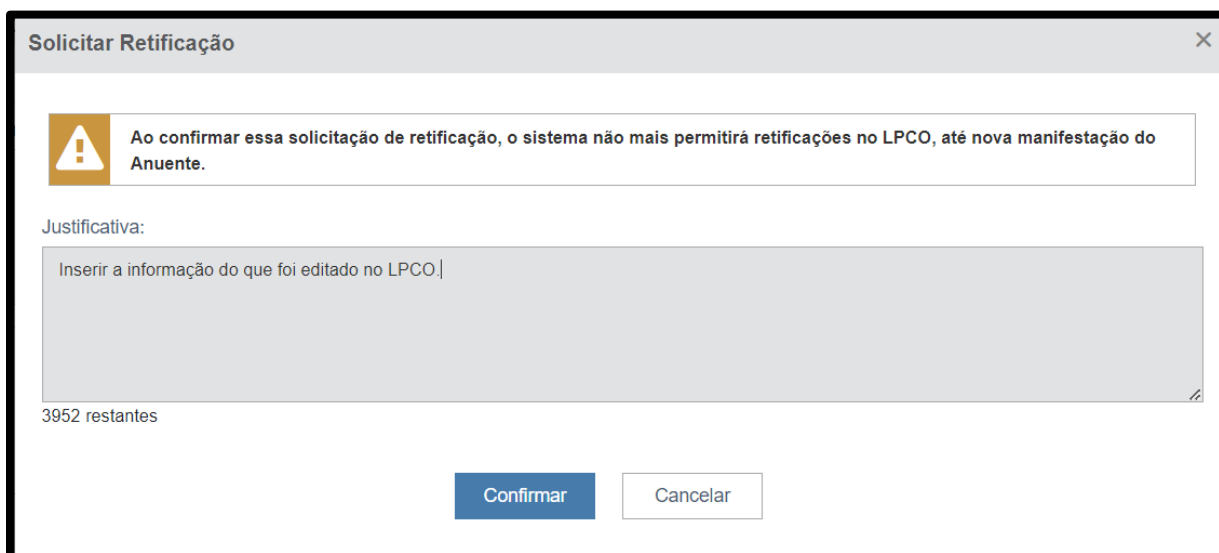 Solicitar Retificação
Ao confirmar essa solicitação de retificação, o sistema não mais permitirá retificações no LPCO, até nova manifestação do
Anuente.
Justificativa:
Inserir a informação do que foi editado no LPCO.
3952 restantes
Confirmar Cancelar